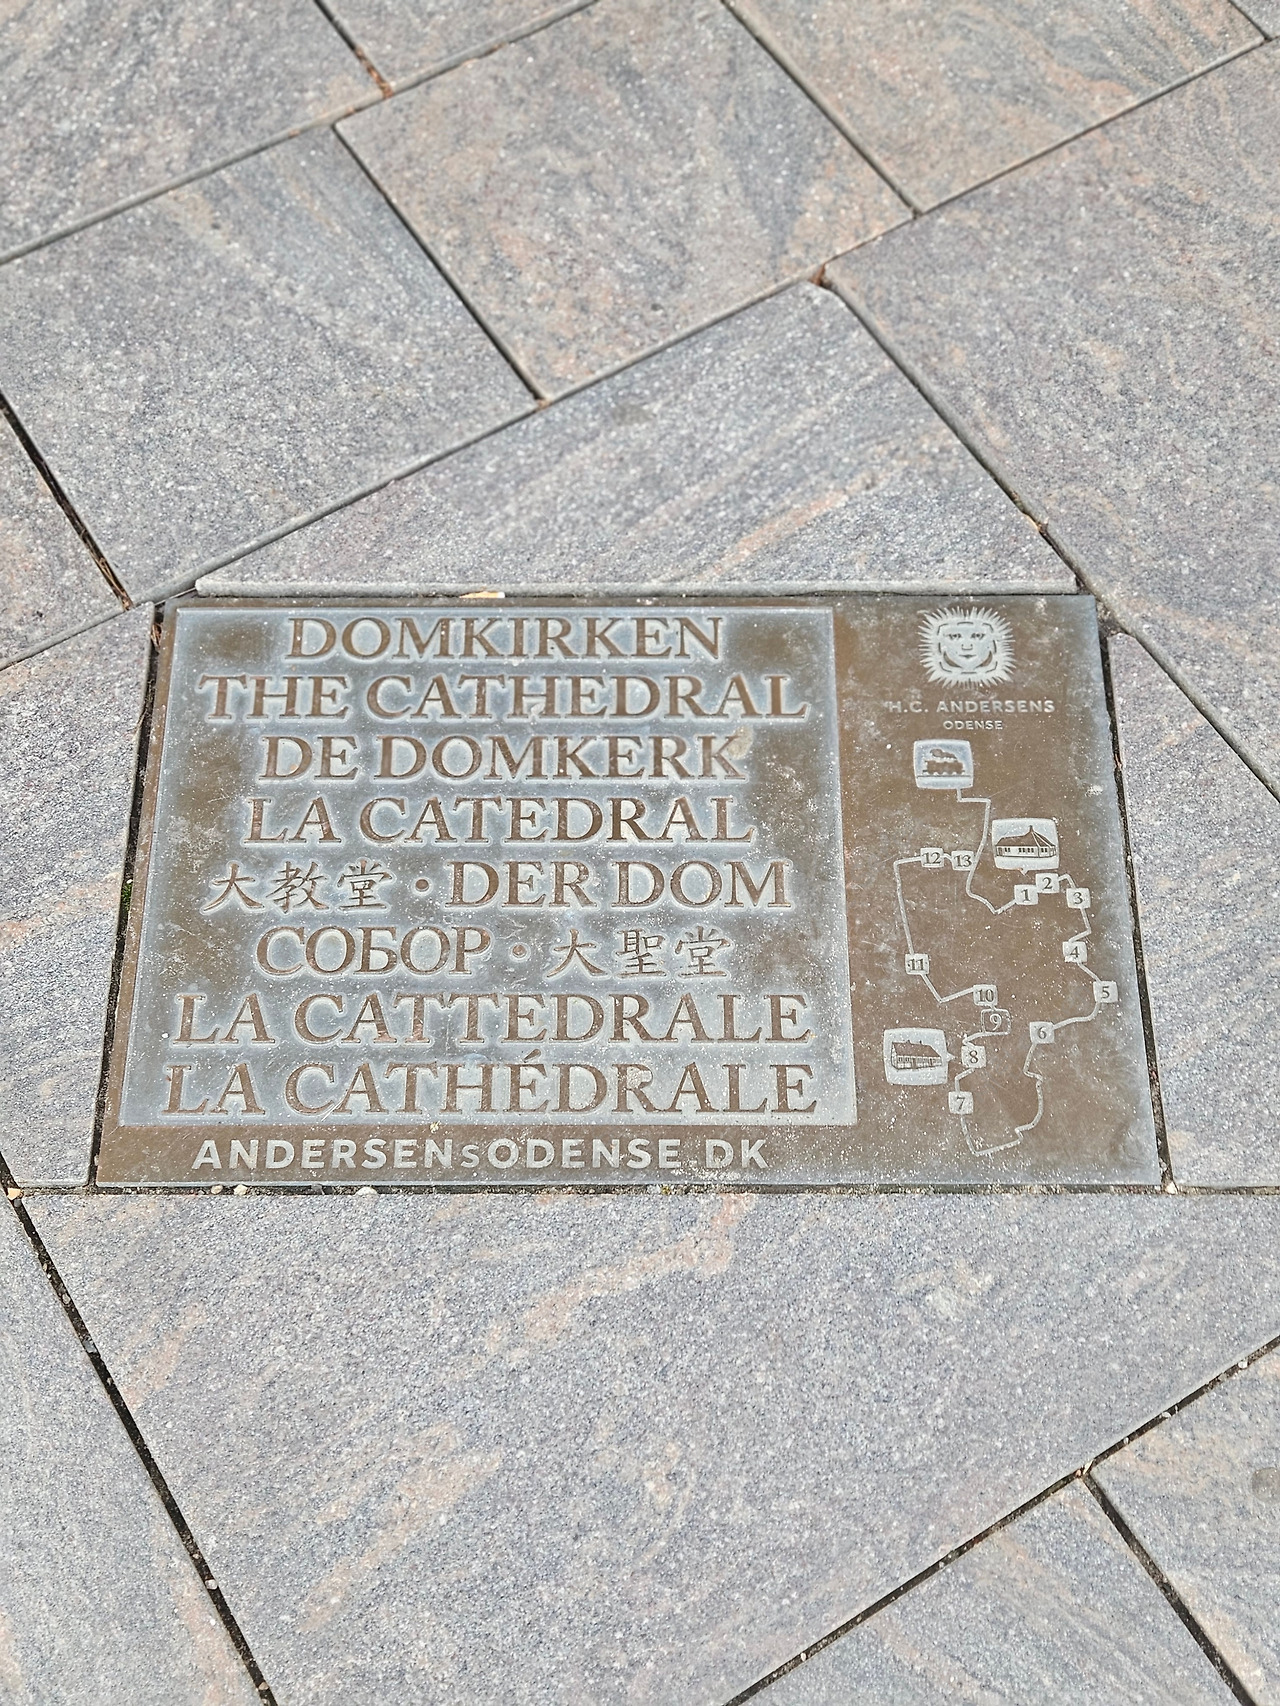 DOMKIRKEN
THE CATHEDRAL
DE DOMKERK
LA CATEDRAL
大教堂 · DER DOM
СОБОР · 大聖堂
LA CATTEDRALE
LA CATHÉDRALE
ANDERSENsODENSE DK
H.C. ANDERSENS
ODENSE
12
13
1
2
3
4
11
5
10
9
6
8
7